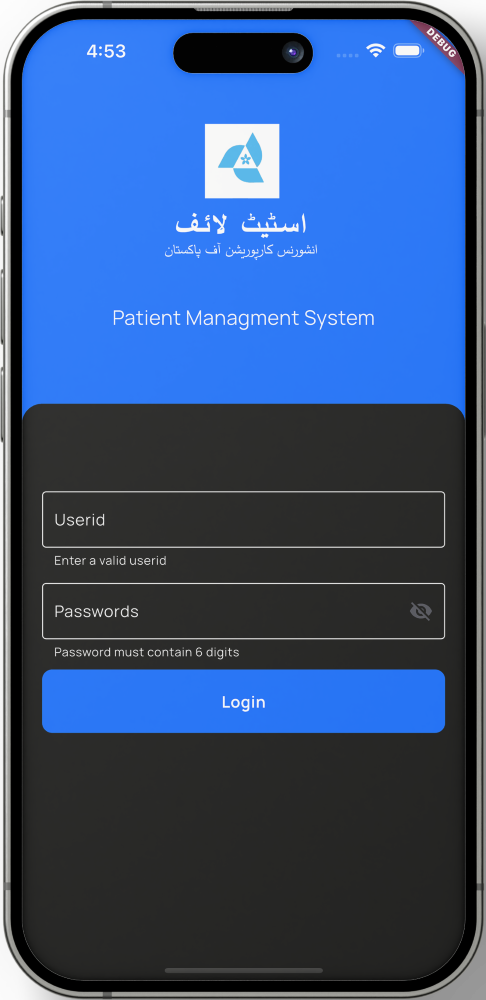 4:53
DEBUG
اسٹیٹ لائف
انشورنس کارپوریشن آف پاکستان
Patient Managment System
Userid
Enter a valid userid
Passwords
Password must contain 6 digits
Login